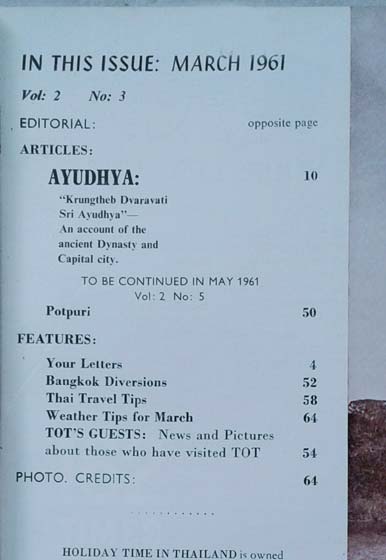 IN THIS ISSUE: MARCH 1961
Vol: 2 No: 3
EDITORIAL: opposite page
ARTICLES:
AYUDHYA: 10
"Krungtheb Dvaravati
Sri Ayudhya"—
An account of the
ancient Dynasty and
Capital city.
TO BE CONTINUED IN MAY 1961
Vol: 2 No: 5
Potpuri 50
FEATURES:
Your Letters 4
Bangkok Diversions 52
Thai Travel Tips 58
Weather Tips for March 64
TOT'S GUESTS: News and Pictures
about those who have visited TOT 54
PHOTO. CREDITS: 64
............
HOLIDAY TIME IN THAILAND is owned